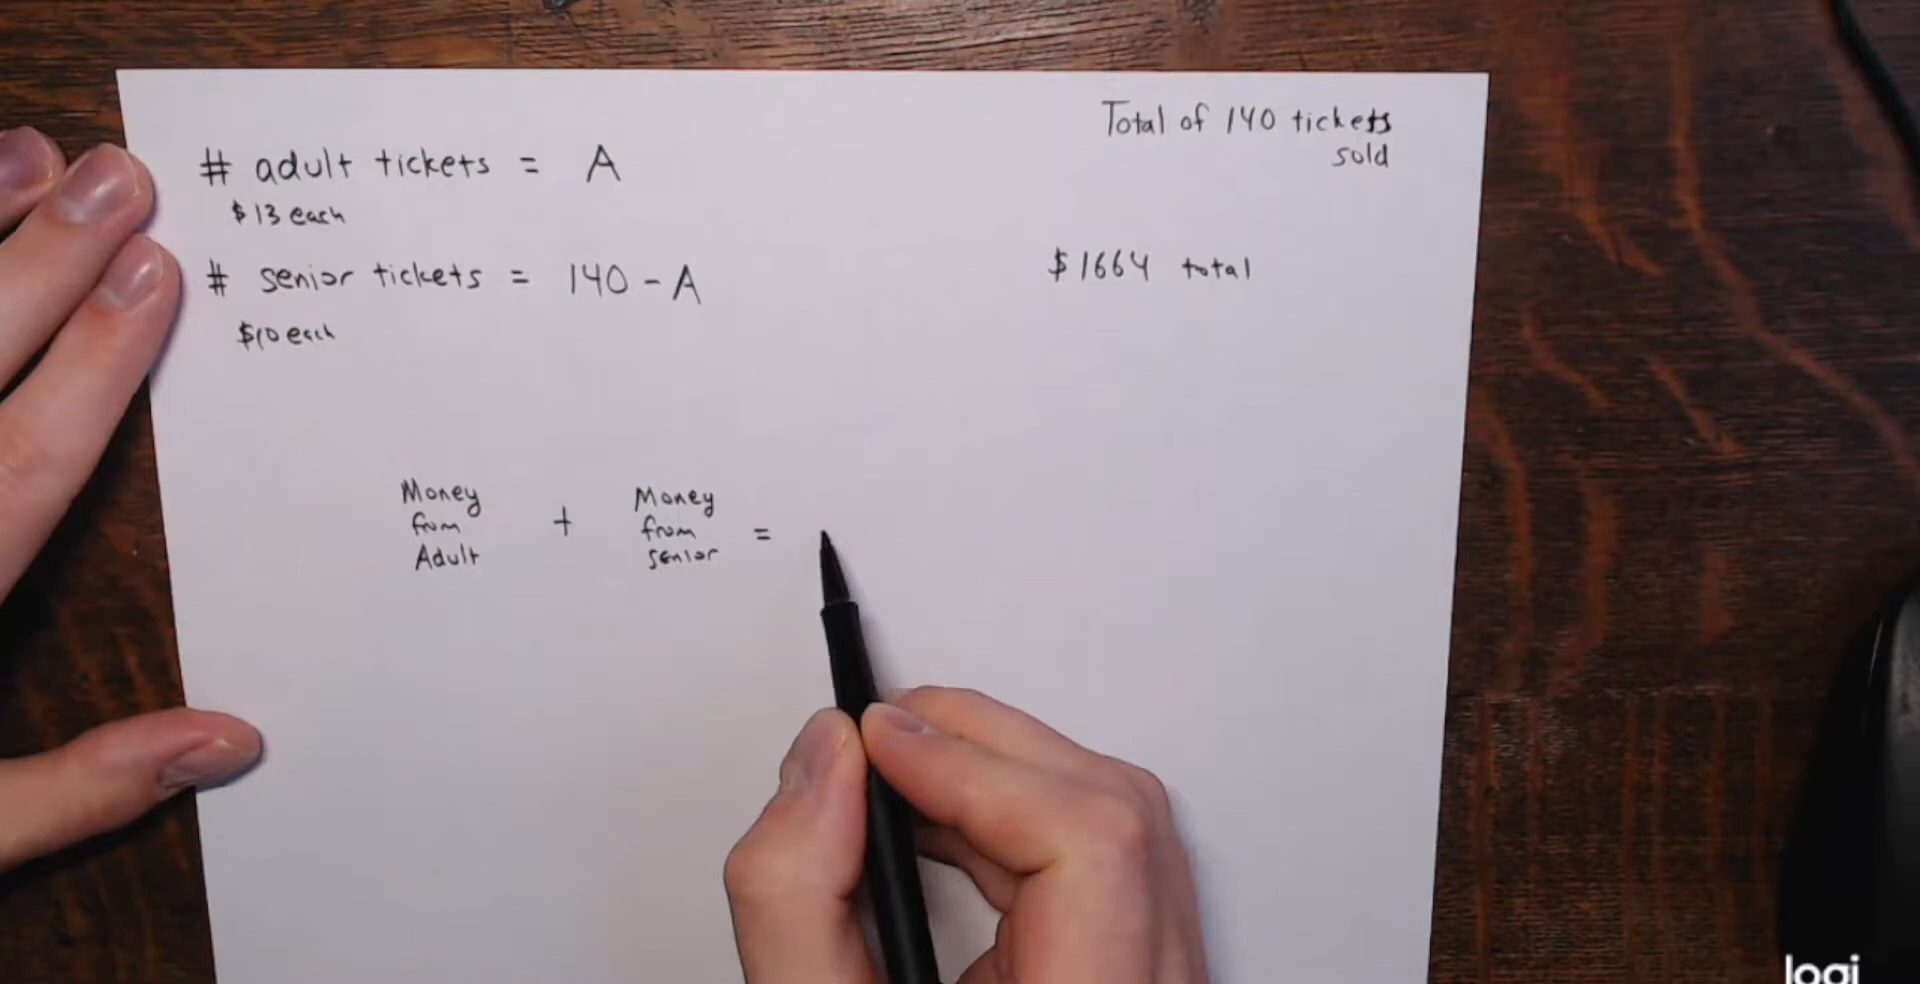 Total of 140 tickets
sold
# adult tickets = A
$13 each
# senior tickets = 140 - A
$1664 total
$10 each
Money from Adult + Money from senior =
logi